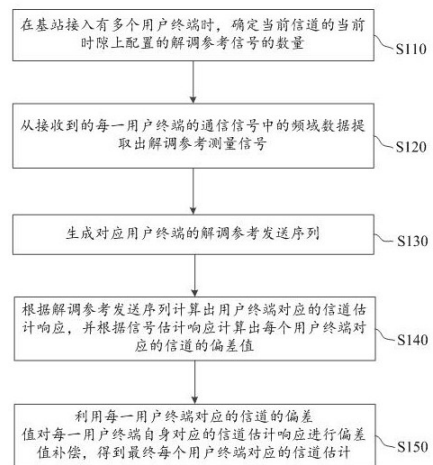 在基站接入有多个用户终端时，确定当前信道的当前
时隙上配置的解调参考信号的数量
S110
从接收到的每一用户终端的通信信号中的频域数据提
取出解调参考测量信号
S120
生成对应用户终端的解调参考发送序列
S130
根据解调参考发送序列计算出用户终端对应的信道估
计响应，并根据信号估计响应计算出每个用户终端对
应的信道的偏差值
S140
利用每一用户终端对应的信道的偏差
值对每一用户终端自身对应的信道估计响应进行偏差
值补偿，得到最终每个用户终端对应的信道估计
S150